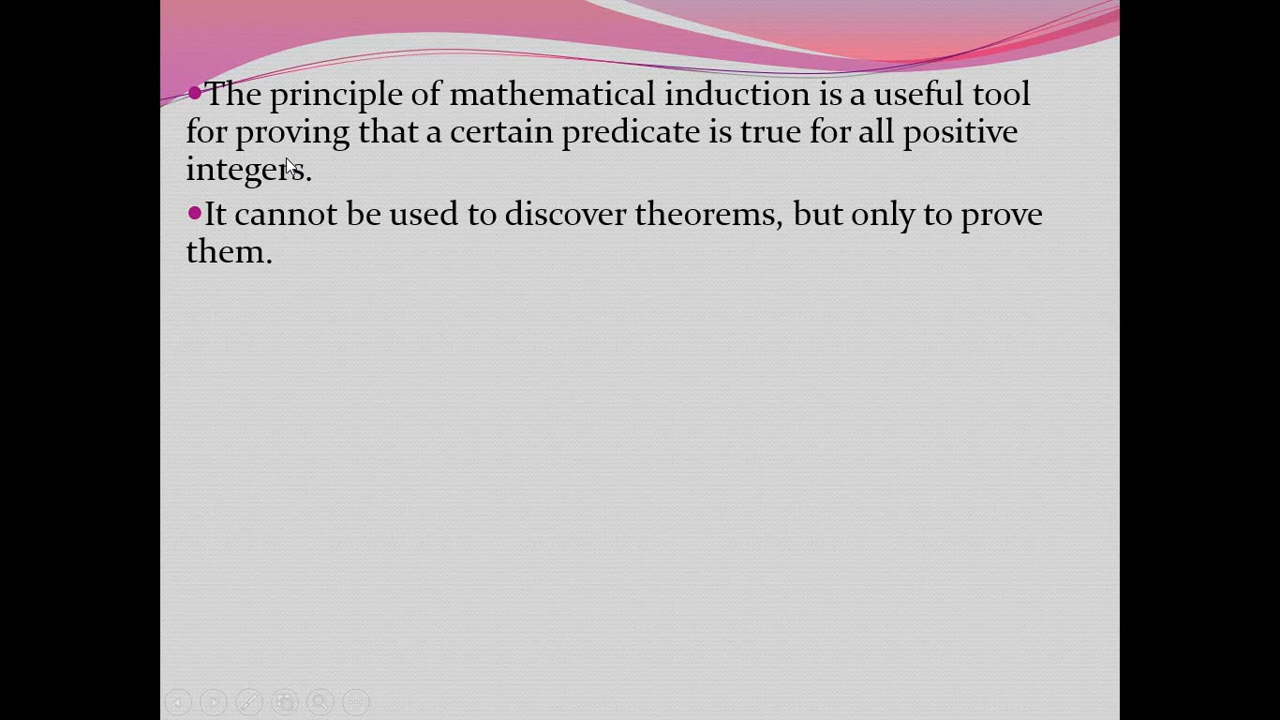 •The principle of mathematical induction is a useful tool
for proving that a certain predicate is true for all positive
integers.
•It cannot be used to discover theorems, but only to prove
them.